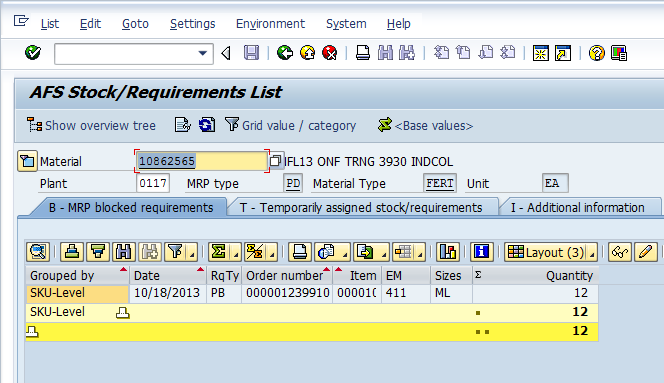 List Edit Goto Settings Environment System Help
AFS Stock/Requirements List
Show overview tree Grid value / category <Base values>
Material 10862565 IFL13 ONF TRNG 3930 INDCOL
Plant 0117 MRP type PD Material Type FERT Unit EA
B - MRP blocked requirements T - Temporarily assigned stock/requirements I - Additional information
Layout (3)
Grouped by Date RqTy Order number Item EM Sizes Σ Quantity
SKU-Level 10/18/2013 PB 000001239910 000010 411 ML 12
SKU-Level 12
12